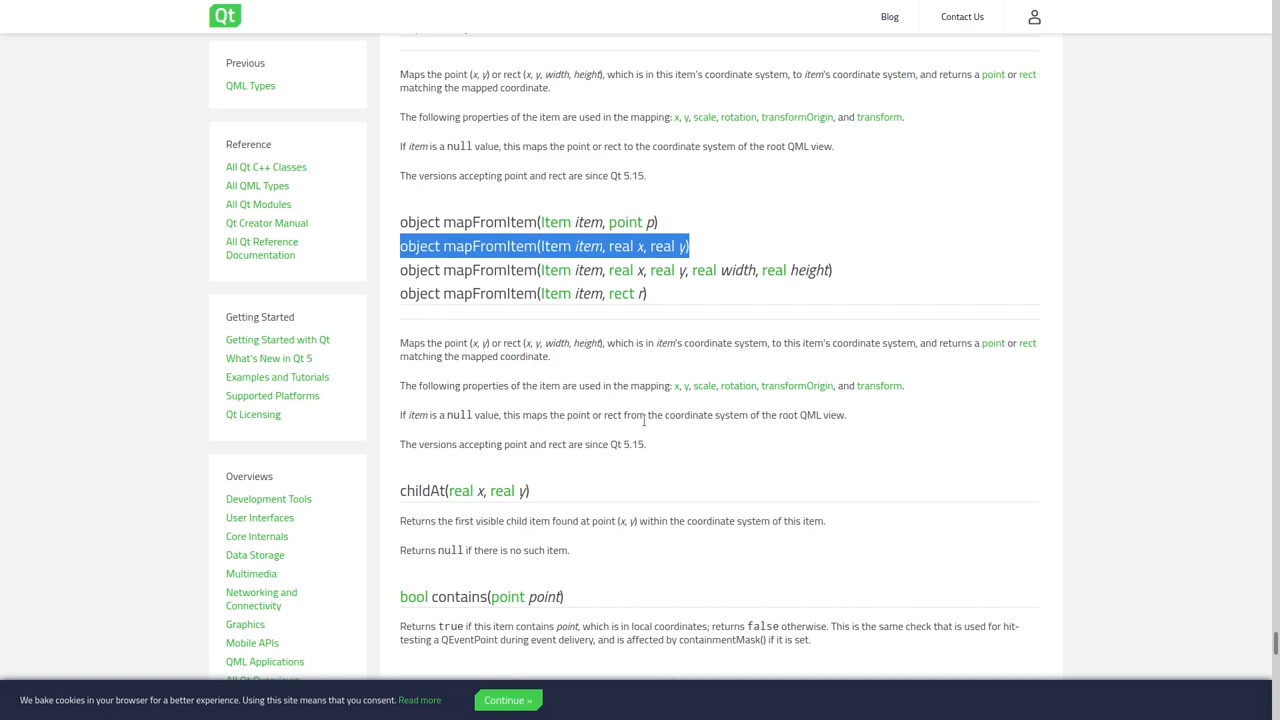 Qt
Blog
Contact Us
Previous
QML Types
Reference
All Qt C++ Classes
All QML Types
All Qt Modules
Qt Creator Manual
All Qt Reference
Documentation
Getting Started
Getting Started with Qt
What's New in Qt 5
Examples and Tutorials
Supported Platforms
Qt Licensing
Overviews
Development Tools
User Interfaces
Core Internals
Data Storage
Multimedia
Networking and
Connectivity
Graphics
Mobile APIs
QML Applications
Maps the point (x, y) or rect (x, y, width, height), which is in this item's coordinate system, to item's coordinate system, and returns a point or rect
matching the mapped coordinate.
The following properties of the item are used in the mapping: x, y, scale, rotation, transformOrigin, and transform.
If item is a null value, this maps the point or rect to the coordinate system of the root QML view.
The versions accepting point and rect are since Qt 5.15.
object mapFromItem(Item item, point p)
object mapFromItem(Item item, real x, real y)
object mapFromItem(Item item, real x, real y, real width, real height)
object mapFromItem(Item item, rect r)
Maps the point (x, y) or rect (x, y, width, height), which is in item's coordinate system, to this item's coordinate system, and returns a point or rect
matching the mapped coordinate.
The following properties of the item are used in the mapping: x, y, scale, rotation, transformOrigin, and transform.
If item is a null value, this maps the point or rect from the coordinate system of the root QML view.
The versions accepting point and rect are since Qt 5.15.
childAt(real x, real y)
Returns the first visible child item found at point (x, y) within the coordinate system of this item.
Returns null if there is no such item.
bool contains(point point)
Returns true if this item contains point, which is in local coordinates; returns false otherwise. This is the same check that is used for hit-
testing a QEventPoint during event delivery, and is affected by containmentMask() if it is set.
We bake cookies in your browser for a better experience. Using this site means that you consent. Read more
Continue »